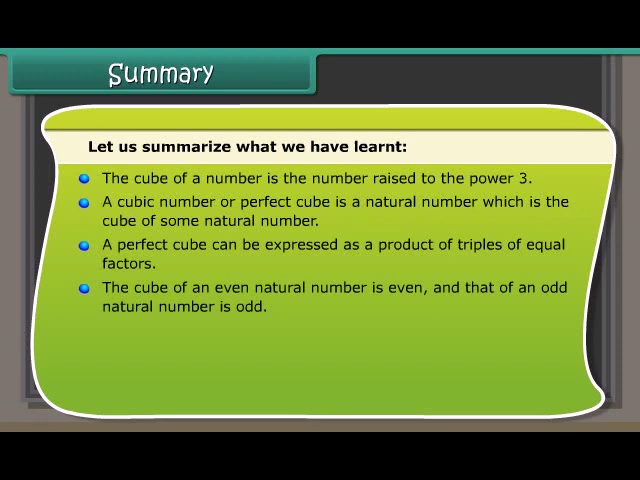 Summary
Let us summarize what we have learnt:
The cube of a number is the number raised to the power 3.
A cubic number or perfect cube is a natural number which is the
cube of some natural number.
A perfect cube can be expressed as a product of triples of equal
factors.
The cube of an even natural number is even, and that of an odd
natural number is odd.